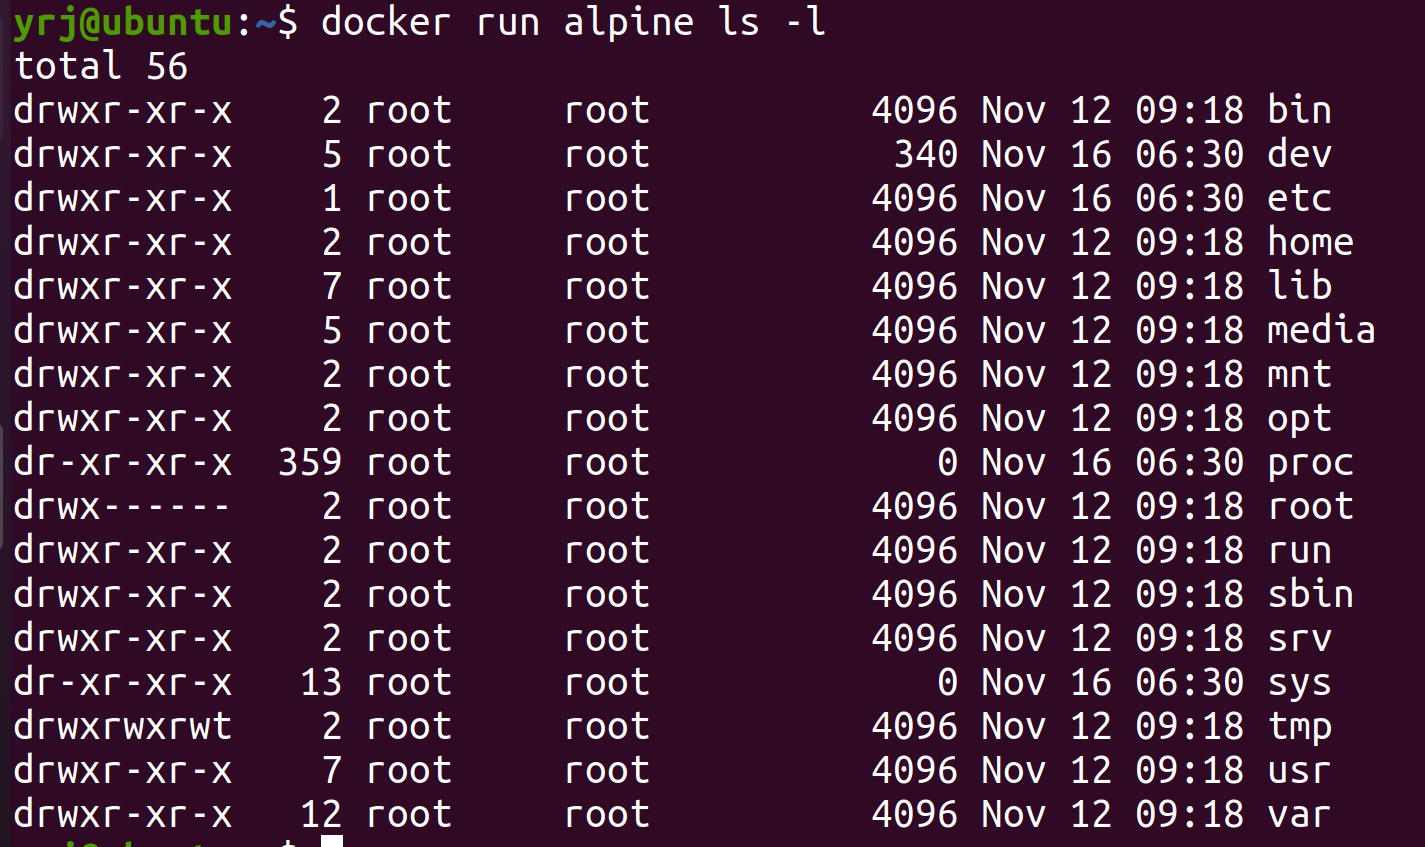 yrj@ubuntu:~$ docker run alpine ls -l
total 56
drwxr-xr-x    2 root     root          4096 Nov 12 09:18 bin
drwxr-xr-x    5 root     root           340 Nov 16 06:30 dev
drwxr-xr-x    1 root     root          4096 Nov 16 06:30 etc
drwxr-xr-x    2 root     root          4096 Nov 12 09:18 home
drwxr-xr-x    7 root     root          4096 Nov 12 09:18 lib
drwxr-xr-x    5 root     root          4096 Nov 12 09:18 media
drwxr-xr-x    2 root     root          4096 Nov 12 09:18 mnt
drwxr-xr-x    2 root     root          4096 Nov 12 09:18 opt
dr-xr-xr-x  359 root     root             0 Nov 16 06:30 proc
drwx------    2 root     root          4096 Nov 12 09:18 root
drwxr-xr-x    2 root     root          4096 Nov 12 09:18 run
drwxr-xr-x    2 root     root          4096 Nov 12 09:18 sbin
drwxr-xr-x    2 root     root          4096 Nov 12 09:18 srv
dr-xr-xr-x   13 root     root             0 Nov 16 06:30 sys
drwxrwxrwt    2 root     root          4096 Nov 12 09:18 tmp
drwxr-xr-x    7 root     root          4096 Nov 12 09:18 usr
drwxr-xr-x   12 root     root          4096 Nov 12 09:18 var